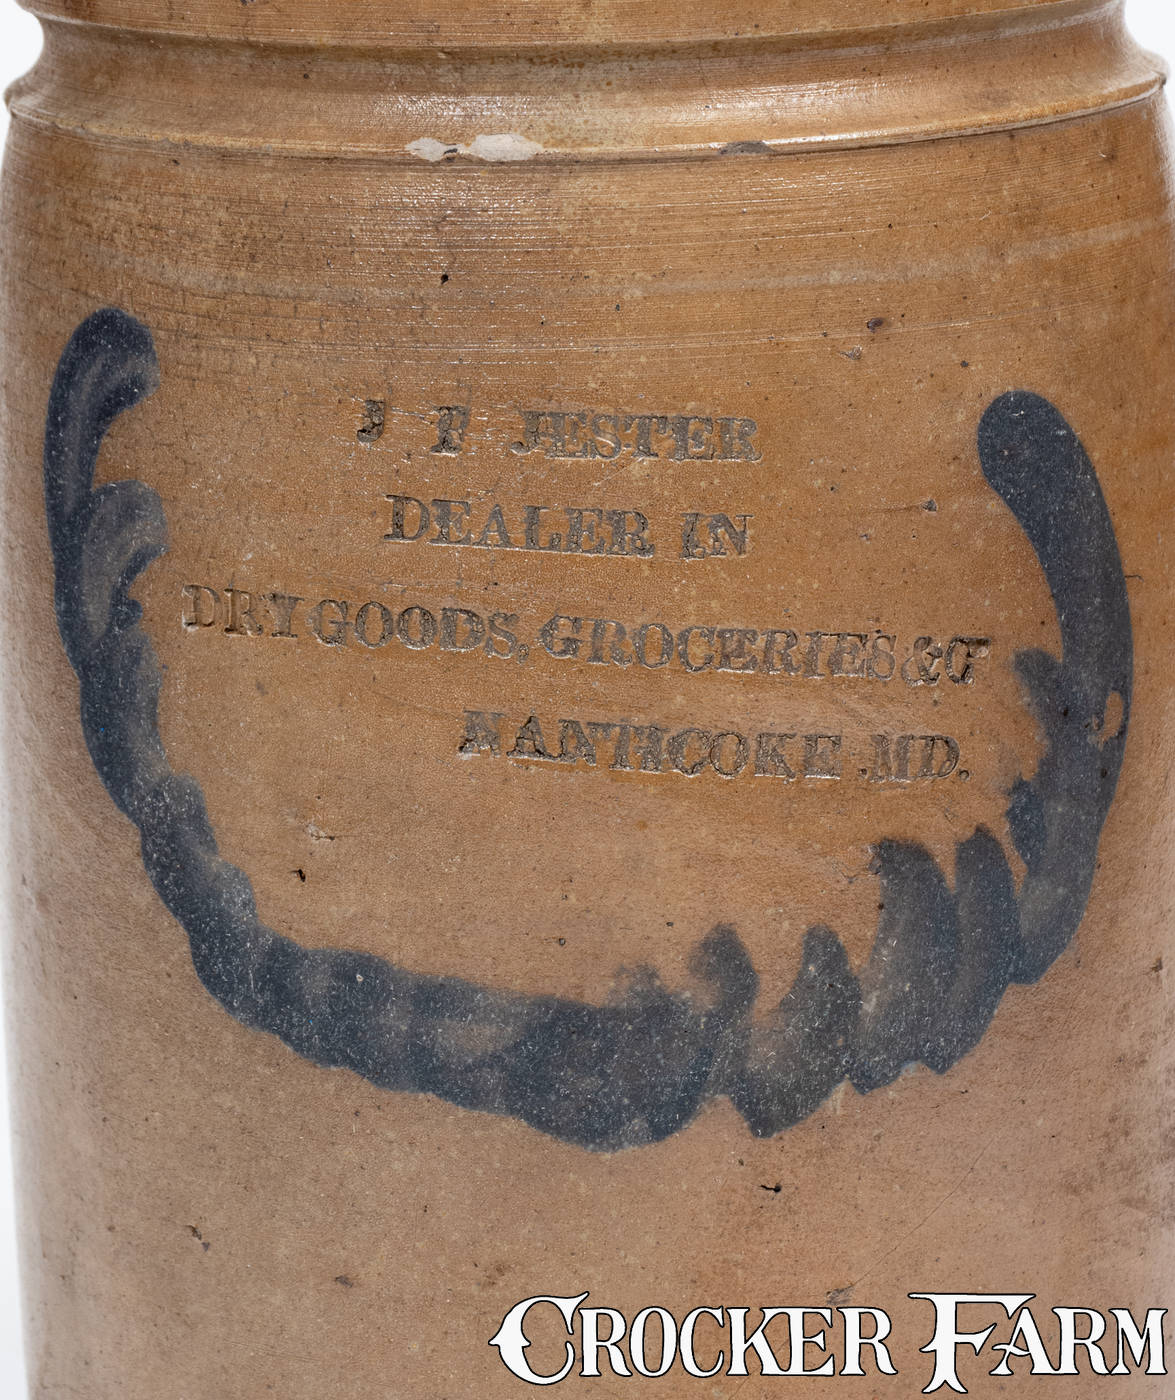 J F JESTER
DEALER IN
DRY GOODS, GROCERIES &C
NANTICOKE .MD.
CROCKER FARM